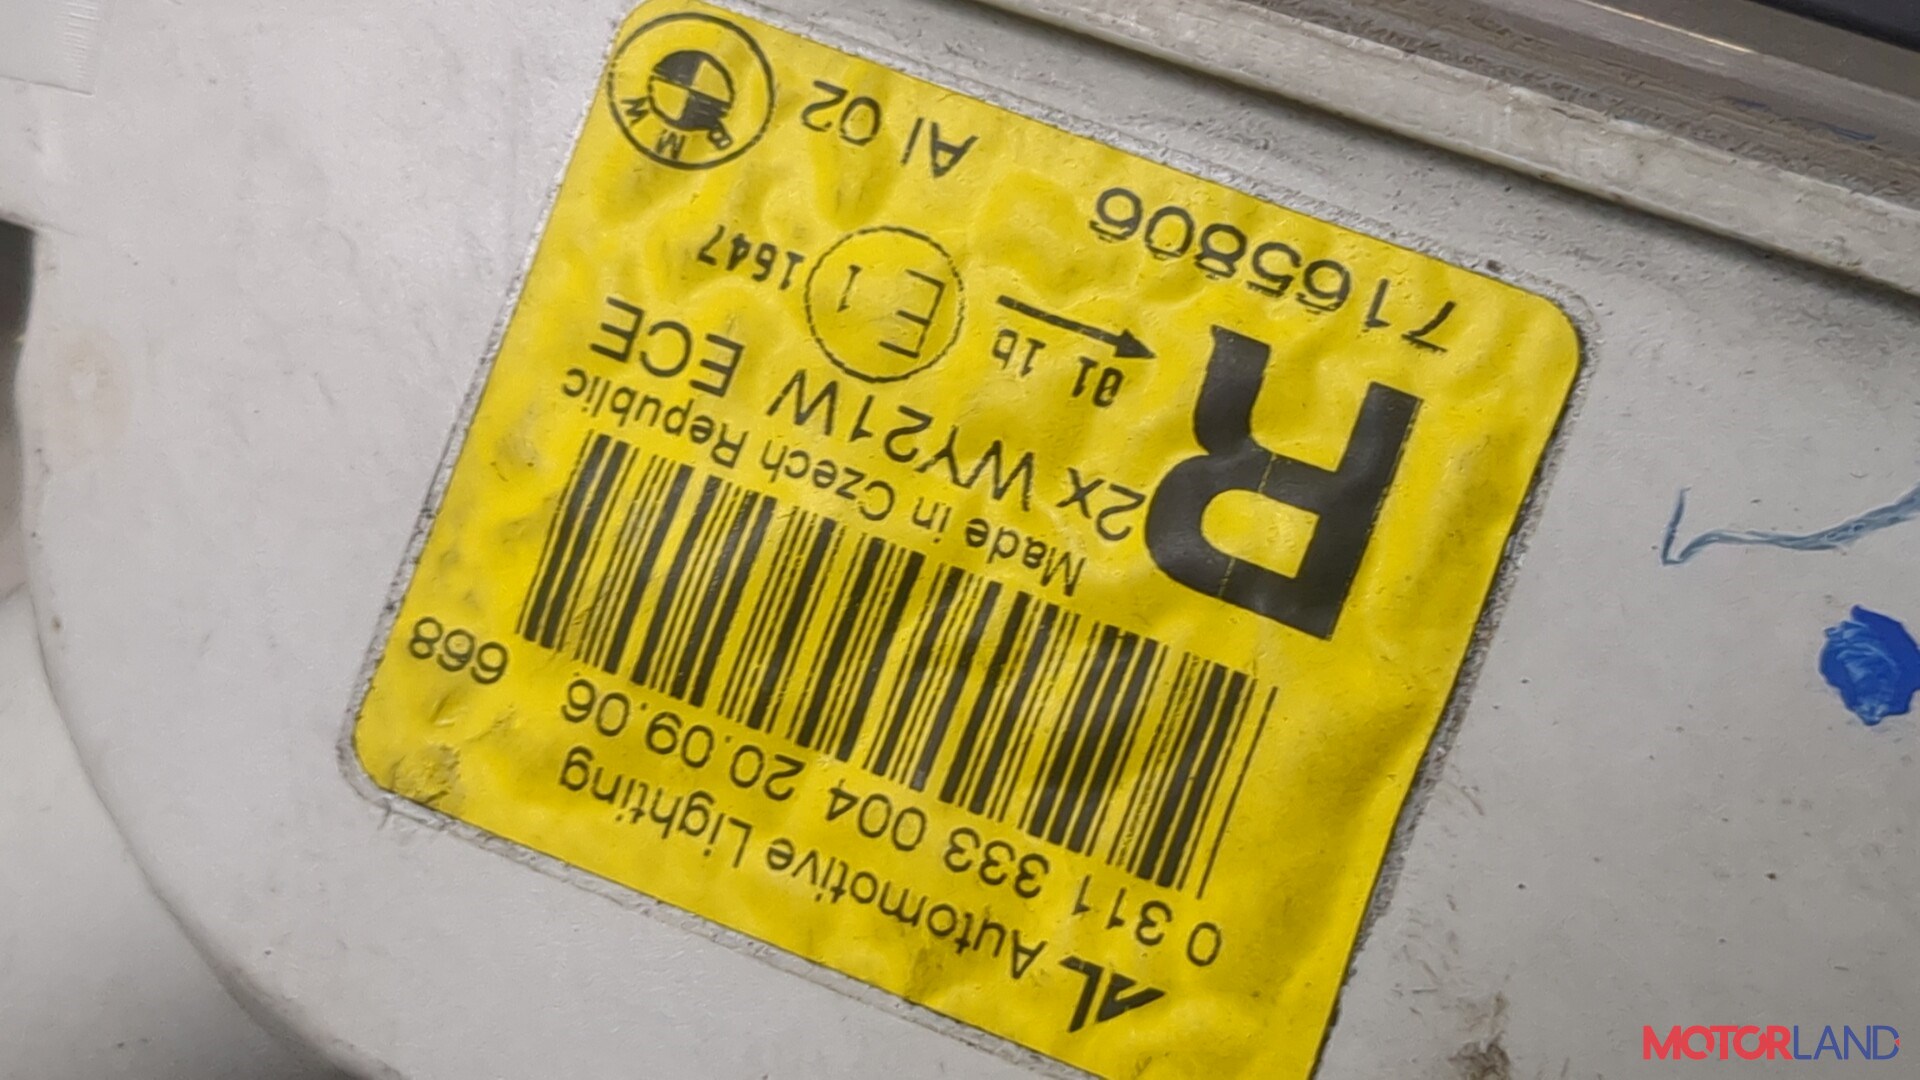 AL Automotive Lighting
0 311 333 004 20.09.06
668
Made in Czech Republic
2x WY21W ECE
R
01 1b
E1
1647
7165806
AI 02
BMW
MOTORLAND